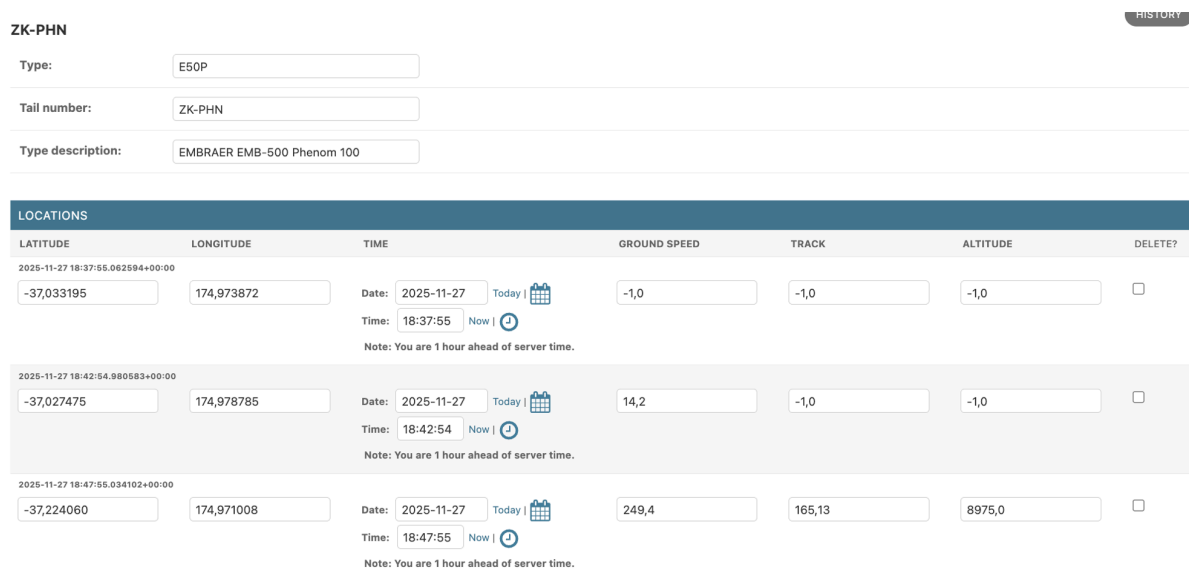 HISTORY
ZK-PHN
Type: E50P
Tail number: ZK-PHN
Type description: EMBRAER EMB-500 Phenom 100
LOCATIONS
LATITUDE LONGITUDE TIME GROUND SPEED TRACK ALTITUDE DELETE?
2025-11-27 18:37:55.062594+00:00
-37,033195 174,973872 Date: 2025-11-27 Today | -1,0 -1,0 -1,0
Time: 18:37:55 Now |
Note: You are 1 hour ahead of server time.
2025-11-27 18:42:54.980583+00:00
-37,027475 174,978785 Date: 2025-11-27 Today | 14,2 -1,0 -1,0
Time: 18:42:54 Now |
Note: You are 1 hour ahead of server time.
2025-11-27 18:47:55.034102+00:00
-37,224060 174,971008 Date: 2025-11-27 Today | 249,4 165,13 8975,0
Time: 18:47:55 Now |
Note: You are 1 hour ahead of server time.